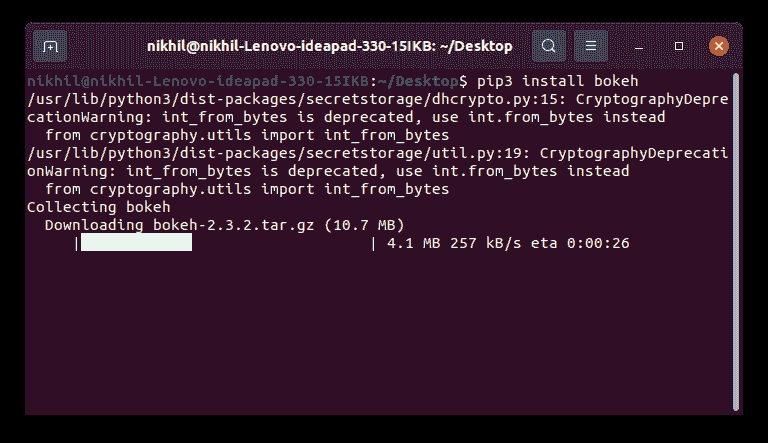 nikhil@nikhil-Lenovo-ideapad-330-15IKB: ~/Desktop
nikhil@nikhil-Lenovo-ideapad-330-15IKB:~/Desktop$ pip3 install bokeh
/usr/lib/python3/dist-packages/secretstorage/dhcrypto.py:15: CryptographyDepre
cationWarning: int_from_bytes is deprecated, use int.from_bytes instead
  from cryptography.utils import int_from_bytes
/usr/lib/python3/dist-packages/secretstorage/util.py:19: CryptographyDeprecati
onWarning: int_from_bytes is deprecated, use int.from_bytes instead
  from cryptography.utils import int_from_bytes
Collecting bokeh
  Downloading bokeh-2.3.2.tar.gz (10.7 MB)
     |                                | 4.1 MB 257 kB/s eta 0:00:26